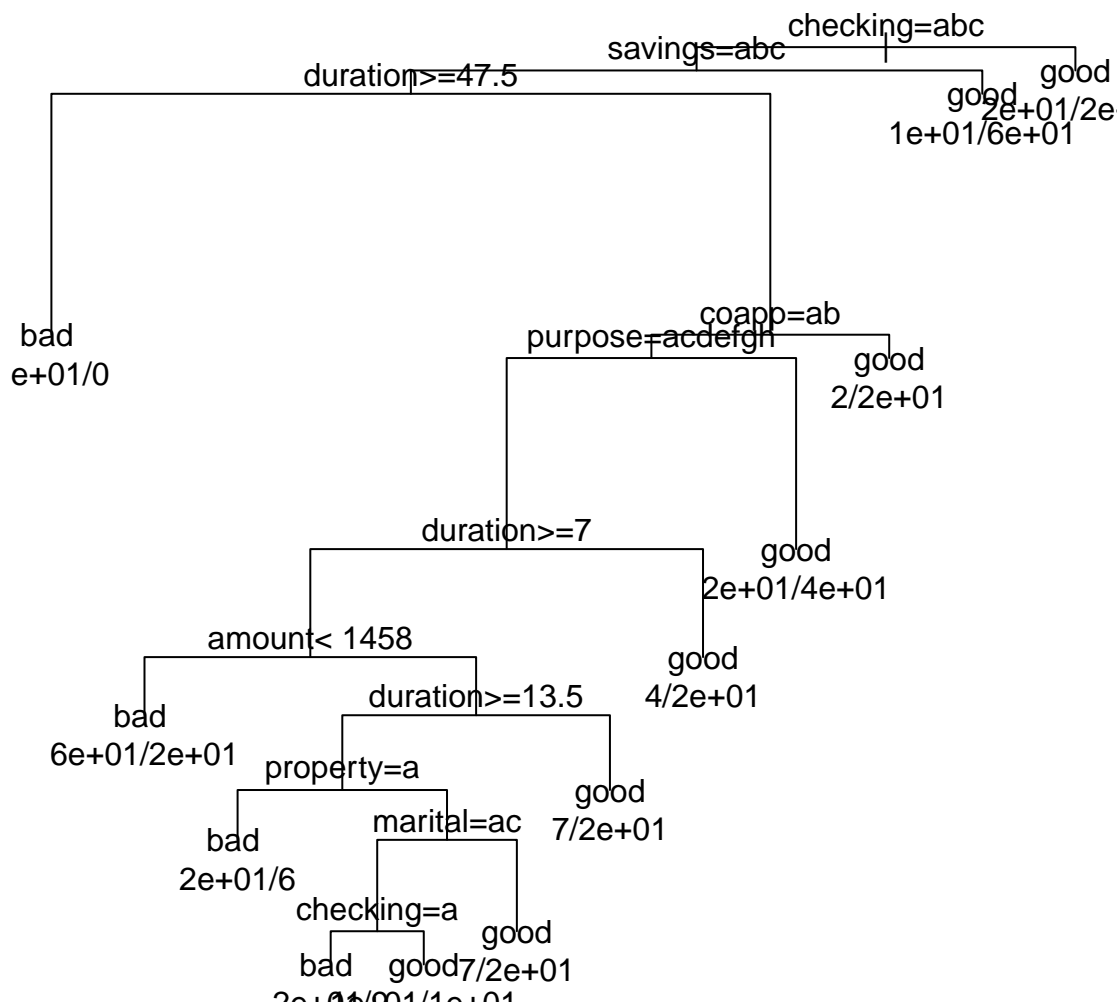 checking=abc
savings=abc
duration>=47.5
good
good
2e+01/2e
1e+01/6e+01
coapp=ab
bad
purpose=acdefgh
good
e+01/0
2/2e+01
duration>=7
good
2e+01/4e+01
amount< 1458
good
duration>=13.5
4/2e+01
bad
6e+01/2e+01
property=a
good
marital=ac
7/2e+01
bad
2e+01/6
checking=a
good
bad
good
7/2e+01